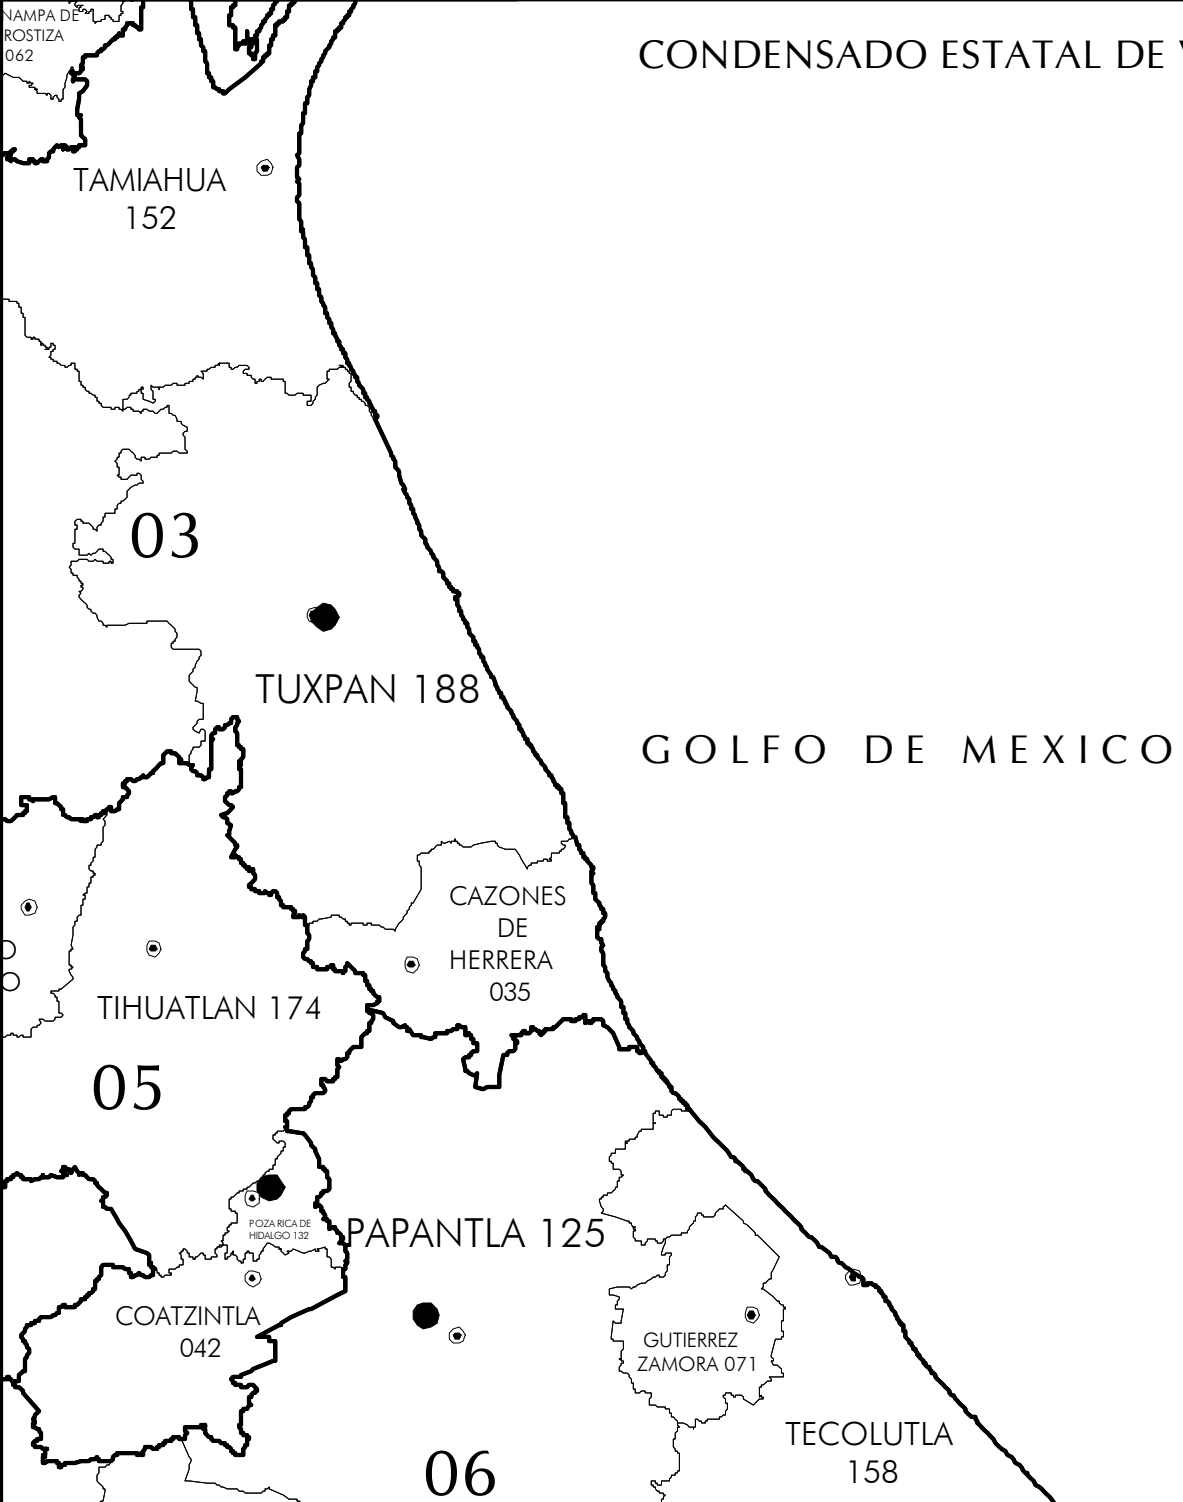 NAMPA DE
ROSTIZA
062
CONDENSADO ESTATAL DE
TAMIAHUA
152
03
TUXPAN 188
GOLFO DE MEXICO
CAZONES
DE
HERRERA
035
TIHUATLAN 174
05
POZA RICA DE
HIDALGO 132
PAPANTLA 125
COATZINTLA
042
GUTIERREZ
ZAMORA 071
TECOLUTLA
158
06